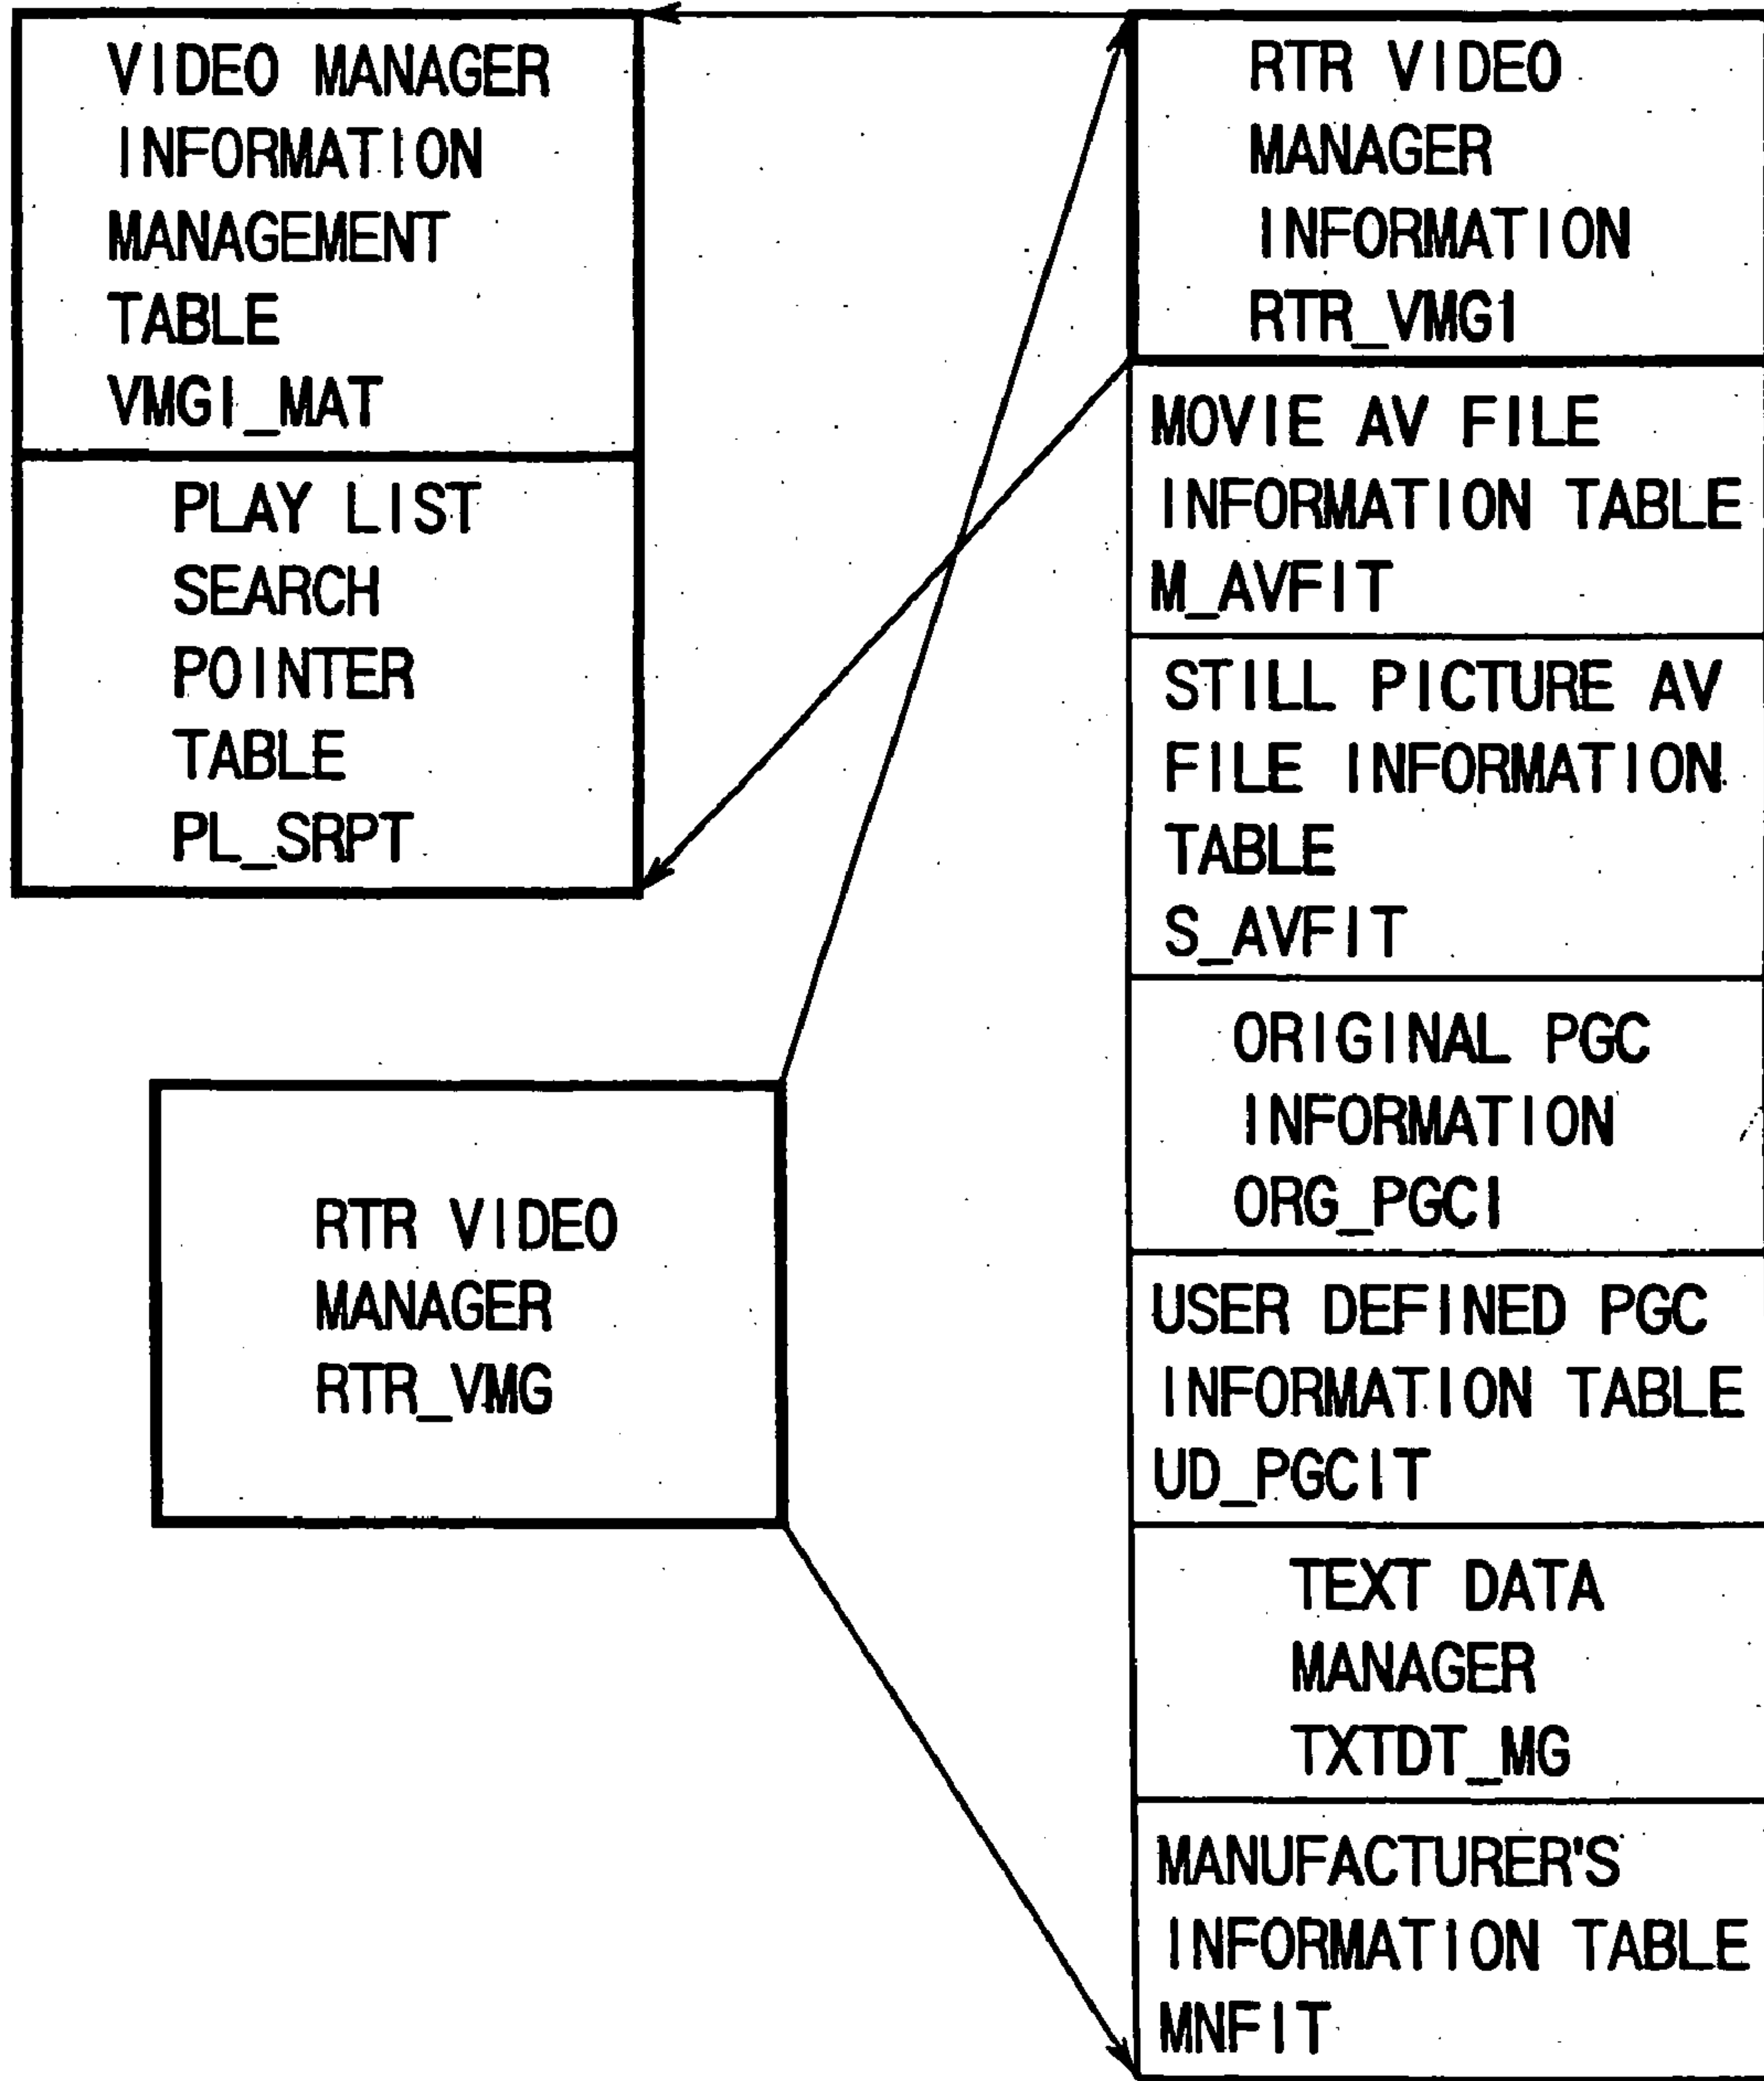 VIDEO MANAGER
INFORMATION
MANAGEMENT
TABLE
VMGI_MAT
PLAY LIST
SEARCH
POINTER
TABLE
PL_SRPT
RTR VIDEO
MANAGER
RTR_VMG
RTR VIDEO
MANAGER
INFORMATION
RTR_VMGI
MOVIE AV FILE
INFORMATION TABLE
M_AVFIT
STILL PICTURE AV
FILE INFORMATION
TABLE
S_AVFIT
ORIGINAL PGC
INFORMATION
ORG_PGCI
USER DEFINED PGC
INFORMATION TABLE
UD_PGCIT
TEXT DATA
MANAGER
TXTDT_MG
MANUFACTURER'S
INFORMATION TABLE
MNFIT